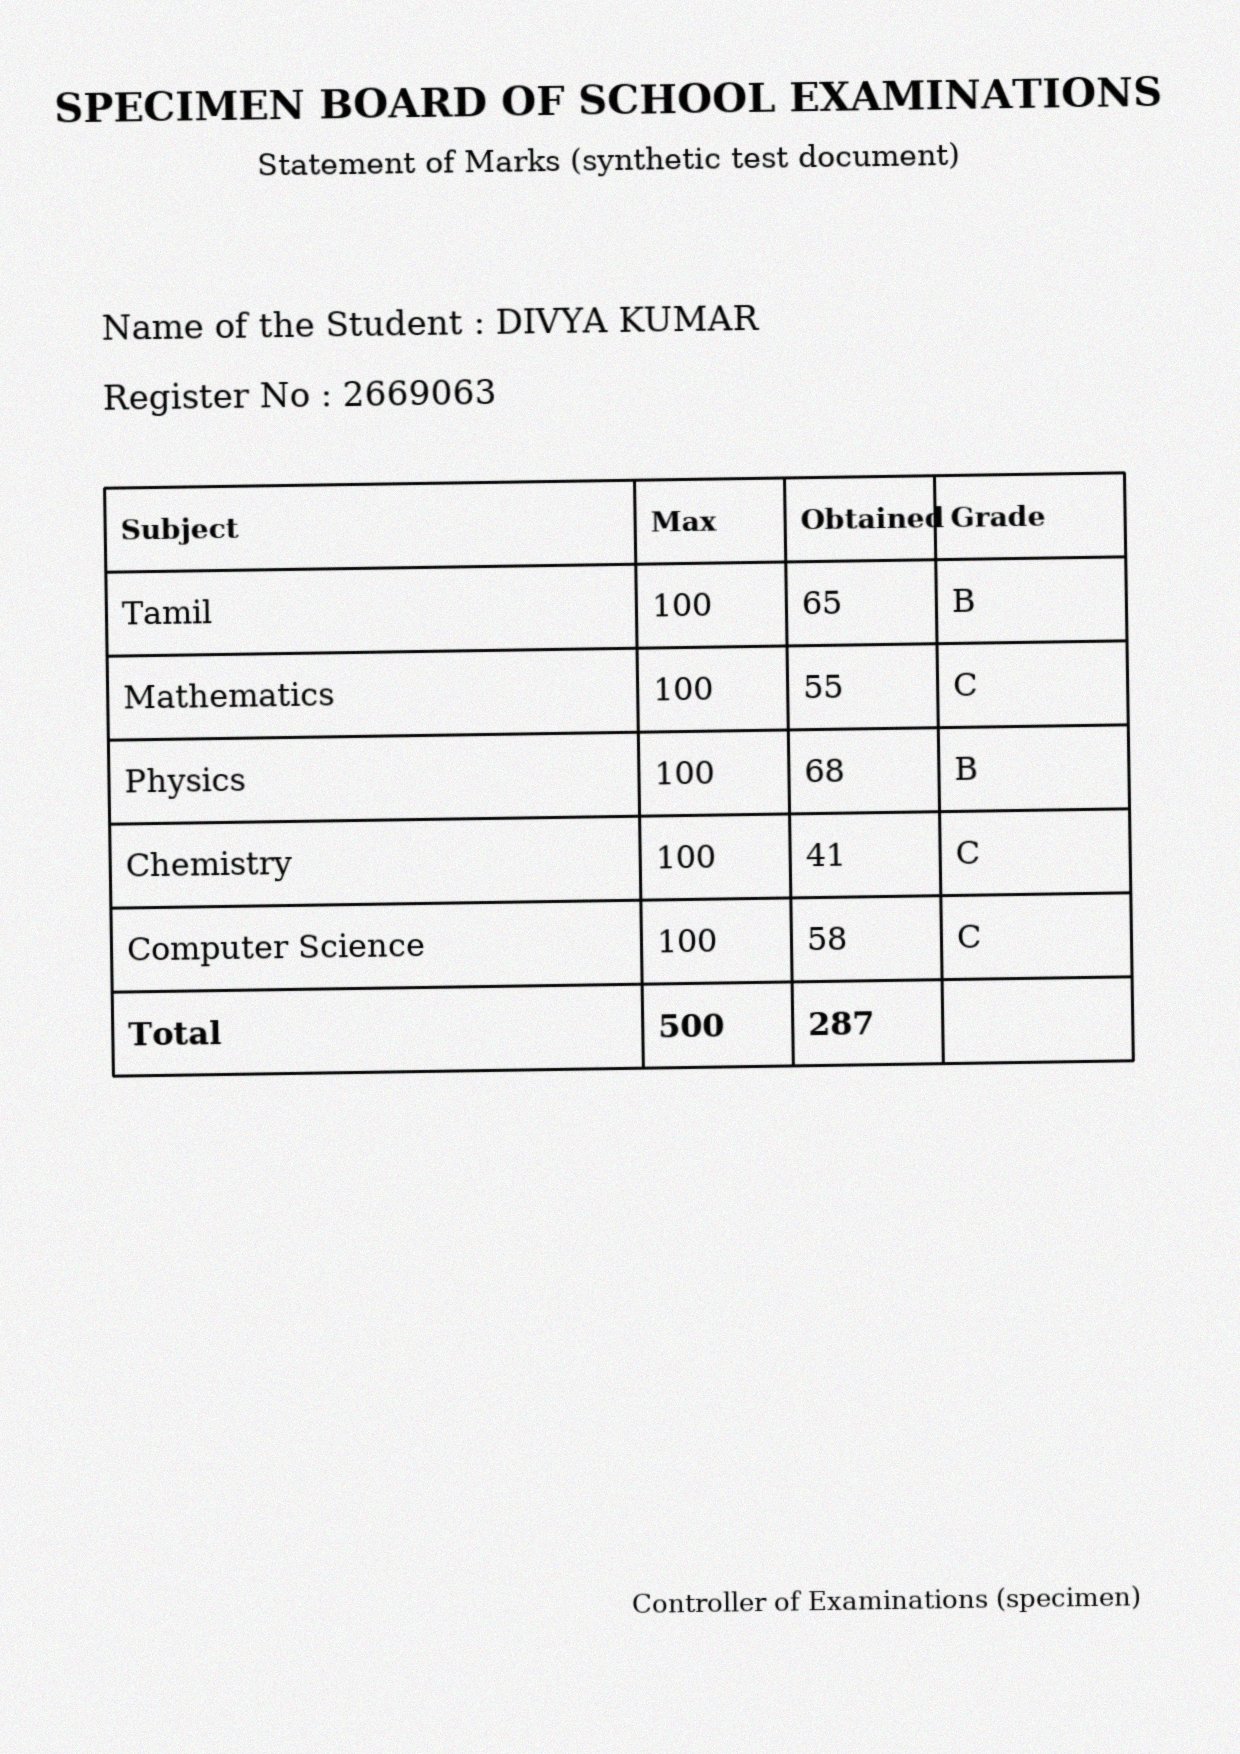 SPECIMEN BOARD OF SCHOOL EXAMINATIONS
Statement of Marks (synthetic test document)
Name of the Student : DIVYA KUMAR
Register No : 2669063
Subject Max Obtained Grade
Tamil 100 65 B
Mathematics 100 55 C
Physics 100 68 B
Chemistry 100 41 C
Computer Science 100 58 C
Total 500 287
Controller of Examinations (specimen)